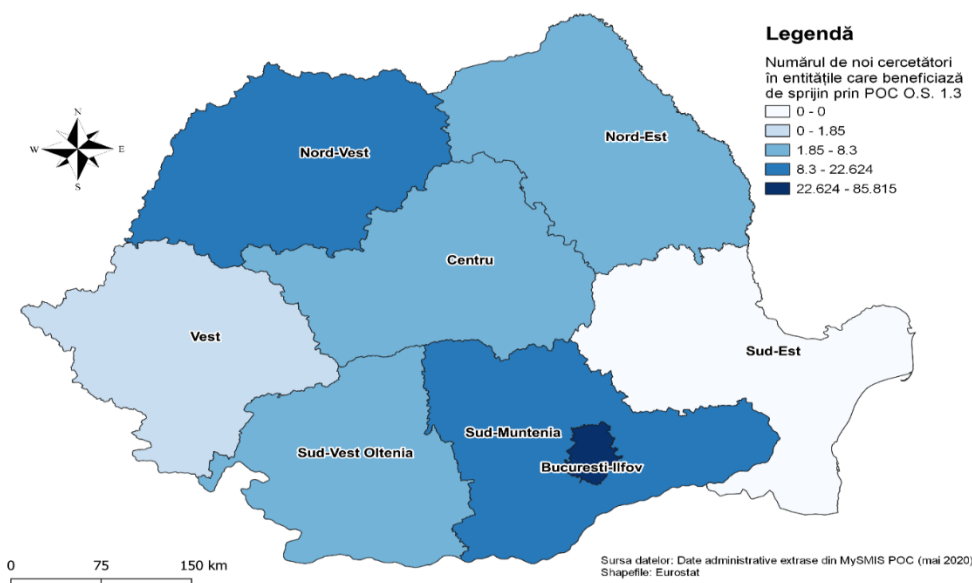 Legendă
Numărul de noi cercetători
în entitățile care beneficiază
de sprijin prin POC O.S. 1.3
0 - 0
0 - 1.85
1.85 - 8.3
8.3 - 22.624
22.624 - 85.815
N
W E
S
Nord-Vest
Nord-Est
Centru
Vest
Sud-Est
Sud-Muntenia
Sud-Vest Oltenia
Bucuresti-Ilfov
0 75 150 km
Sursa datelor: Date administrative extrase din MySMIS POC (mai 2020)
Shapefile: Eurostat